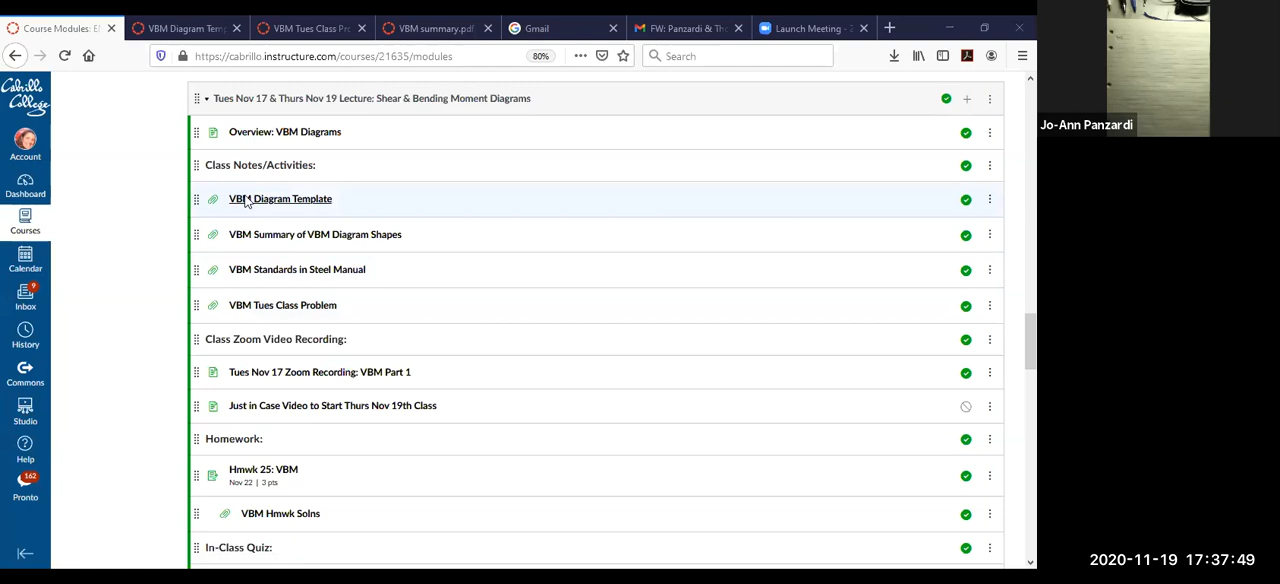 Course Modules: Ef
VBM Diagram Temp
VBM Tues Class Pro
VBM summary.pdf
Gmail
FW: Panzardi & Tho
Launch Meeting - Z
https://cabrillo.instructure.com/courses/21635/modules
80%
Search
Cabrillo College
Account
Dashboard
Courses
Calendar
9
Inbox
History
Commons
Studio
Help
162
Pronto
Tues Nov 17 & Thurs Nov 19 Lecture: Shear & Bending Moment Diagrams
Overview: VBM Diagrams
Class Notes/Activities:
VBM Diagram Template
VBM Summary of VBM Diagram Shapes
VBM Standards in Steel Manual
VBM Tues Class Problem
Class Zoom Video Recording:
Tues Nov 17 Zoom Recording: VBM Part 1
Just in Case Video to Start Thurs Nov 19th Class
Homework:
Hmwk 25: VBM
Nov 22 | 3 pts
VBM Hmwk Solns
In-Class Quiz:
Jo-Ann Panzardi
2020-11-19 17:37:49